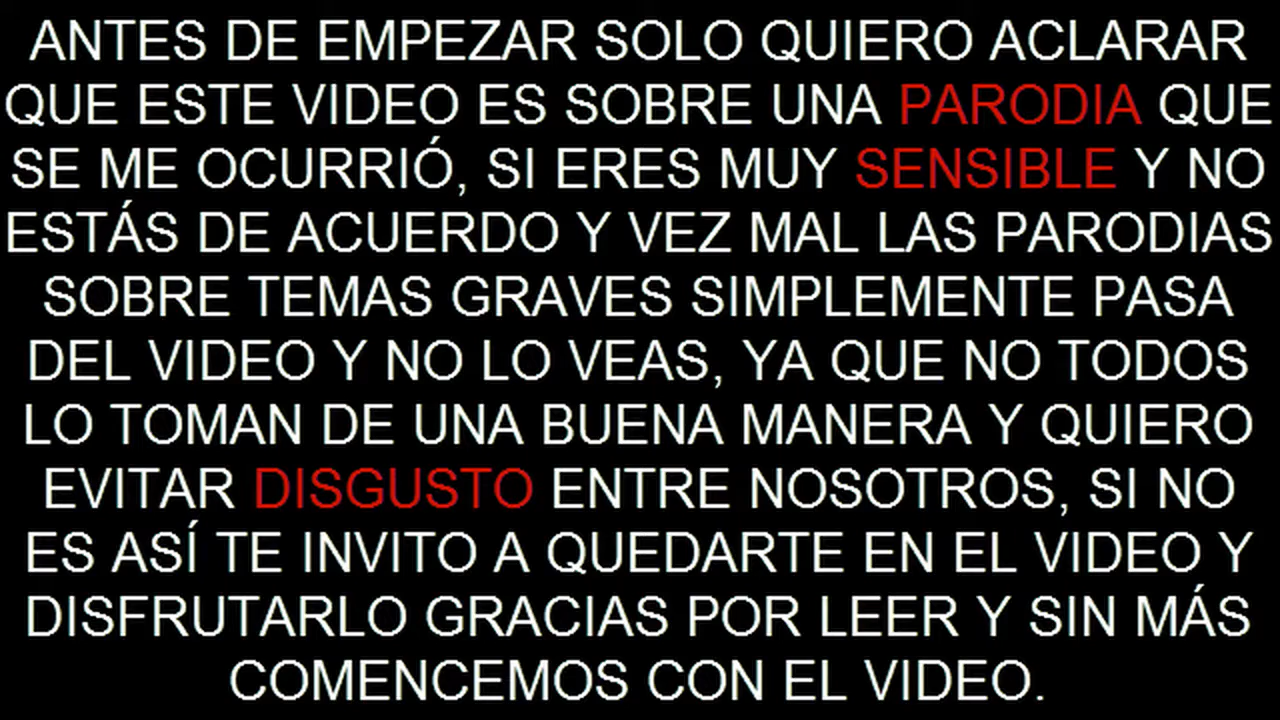 ANTES DE EMPEZAR SOLO QUIERO ACLARAR
QUE ESTE VIDEO ES SOBRE UNA PARODIA QUE
SE ME OCURRIÓ, SI ERES MUY SENSIBLE Y NO
ESTÁS DE ACUERDO Y VEZ MAL LAS PARODIAS
SOBRE TEMAS GRAVES SIMPLEMENTE PASA
DEL VIDEO Y NO LO VEAS, YA QUE NO TODOS
LO TOMAN DE UNA BUENA MANERA Y QUIERO
EVITAR DISGUSTO ENTRE NOSOTROS, SI NO
ES ASÍ TE INVITO A QUEDARTE EN EL VIDEO Y
DISFRUTARLO GRACIAS POR LEER Y SIN MÁS
COMENCEMOS CON EL VIDEO.